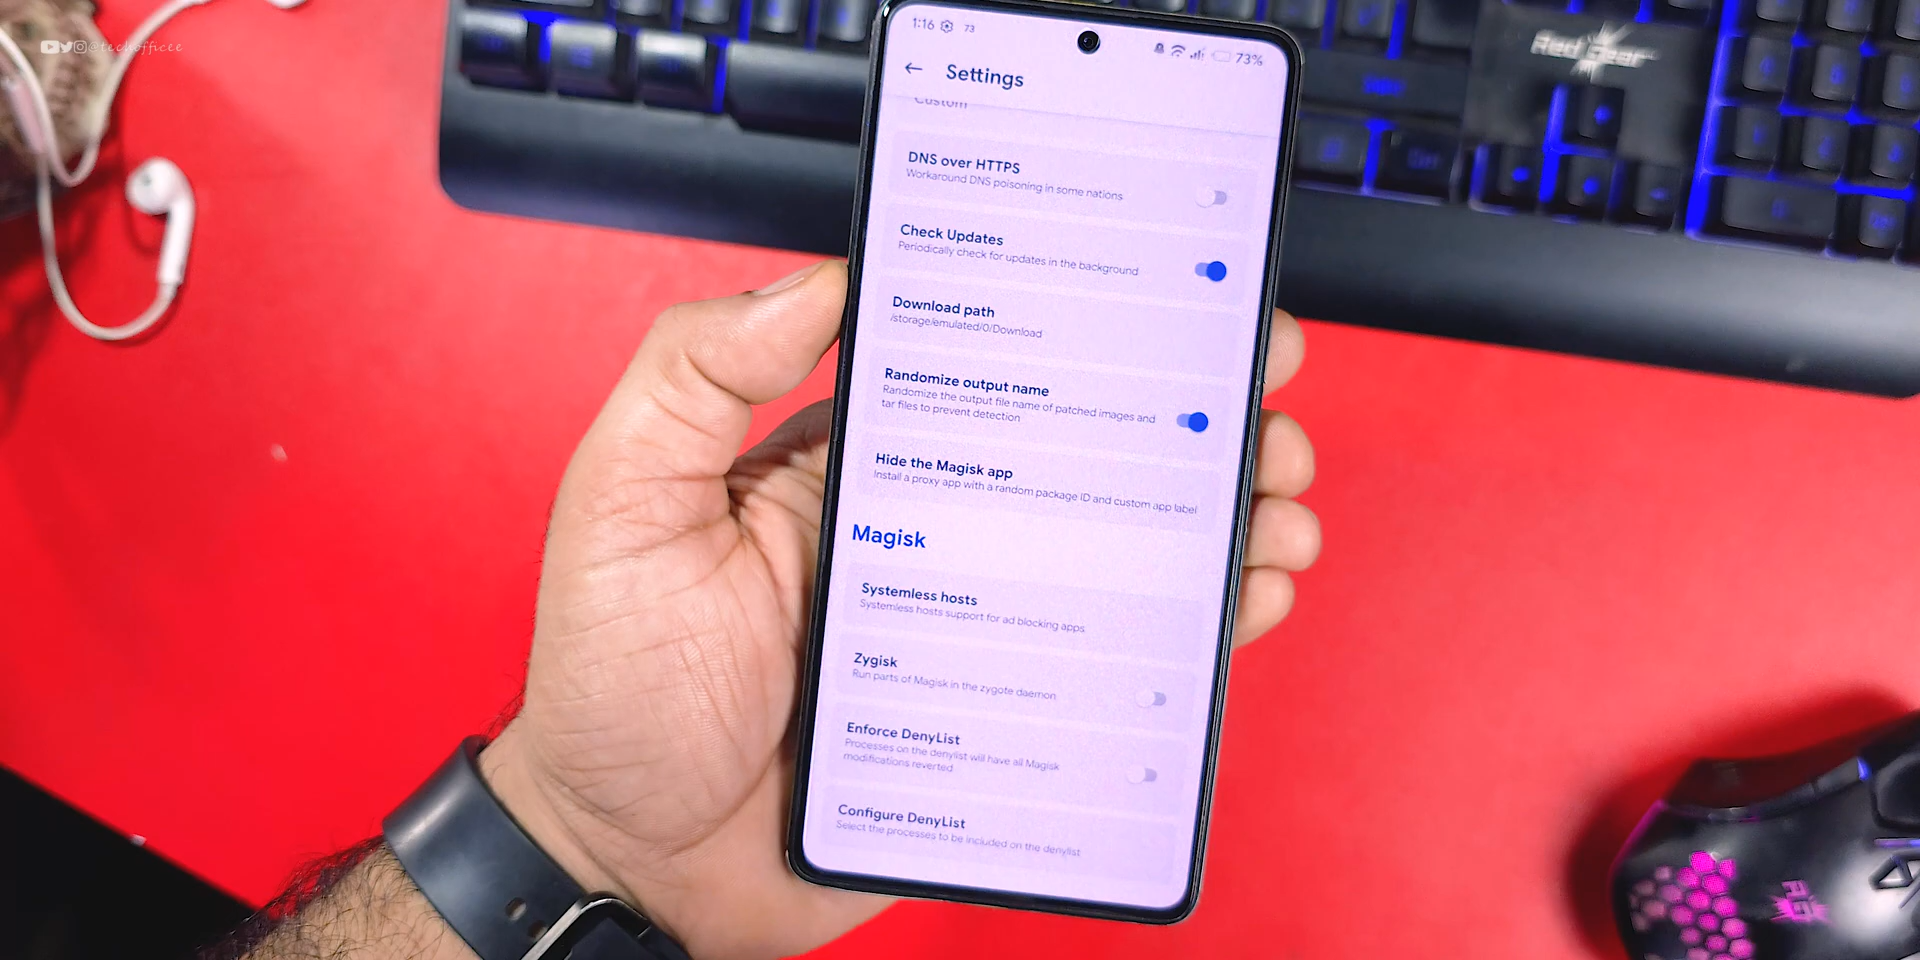 @techofficee
1:16 73 73%
Settings
Custom
DNS over HTTPS
Workaround DNS poisoning in some nations
Check Updates
Periodically check for updates in the background
Download path
/storage/emulated/0/Download
Randomize output name
Randomize the output file name of patched images and
tar files to prevent detection
Hide the Magisk app
Install a proxy app with a random package ID and custom app label
Magisk
Systemless hosts
Systemless hosts support for ad blocking apps
Zygisk
Run parts of Magisk in the zygote daemon
Enforce DenyList
Processes on the denylist will have all Magisk
modifications reverted
Configure DenyList
Select the processes to be included on the denylist
Red Gear
RG